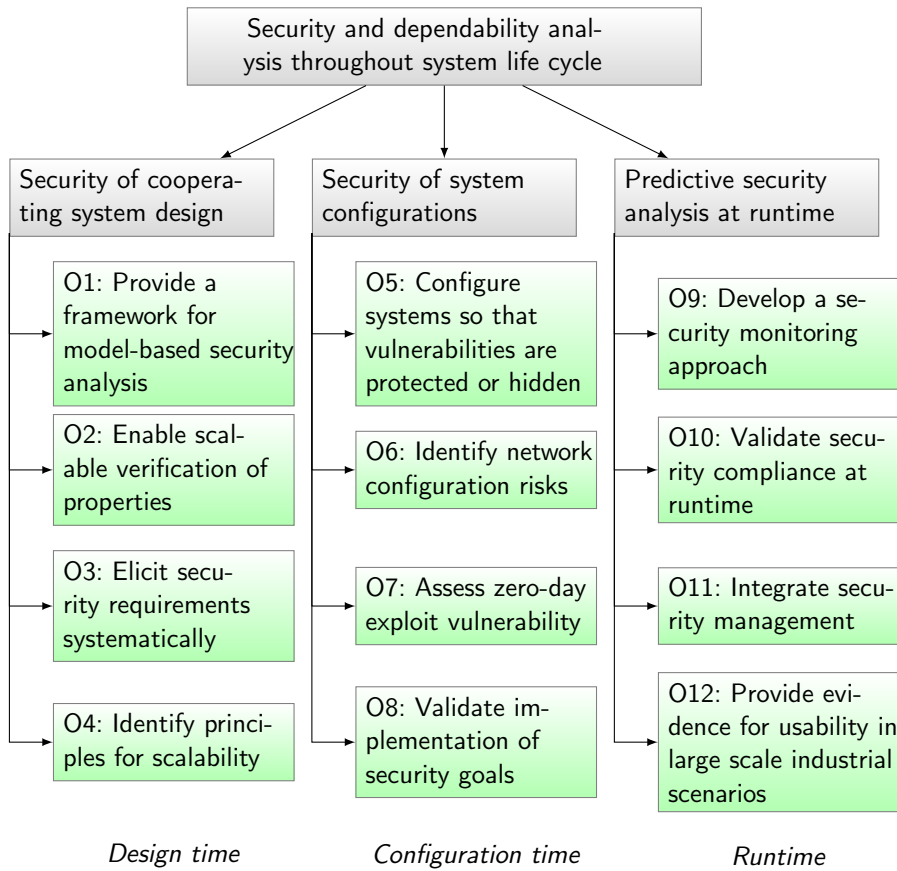 Security and dependability anal-
ysis throughout system life cycle
Security of coopera-
ting system design
Security of system
configurations
Predictive security
analysis at runtime
O1: Provide a
framework for
model-based security
analysis
O2: Enable scal-
able verification of
properties
O3: Elicit secu-
rity requirements
systematically
O4: Identify princi-
ples for scalability
O5: Configure
systems so that
vulnerabilities are
protected or hidden
O6: Identify network
configuration risks
O7: Assess zero-day
exploit vulnerability
O8: Validate im-
plementation of
security goals
O9: Develop a se-
curity monitoring
approach
O10: Validate secu-
rity compliance at
runtime
O11: Integrate secu-
rity management
O12: Provide evi-
dence for usability in
large scale industrial
scenarios
Design time
Configuration time
Runtime